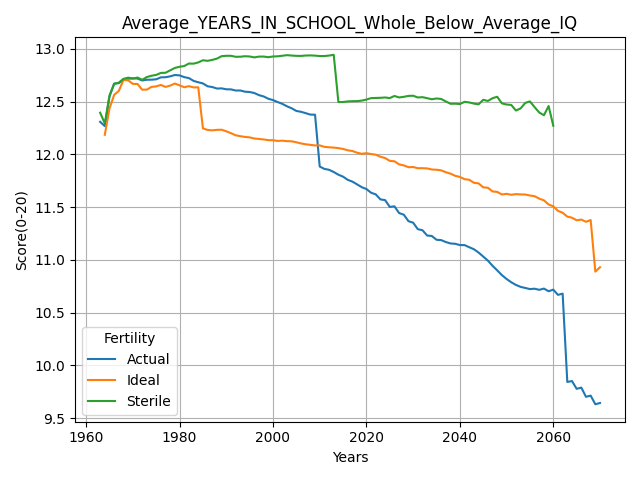 Average_YEARS_IN_SCHOOL_Whole_Below_Average_IQ
13.0
12.5
12.0
11.5
11.0
10.5
10.0
9.5
Score(0-20)
Fertility
Actual
Ideal
Sterile
1960 1980 2000 2020 2040 2060
Years